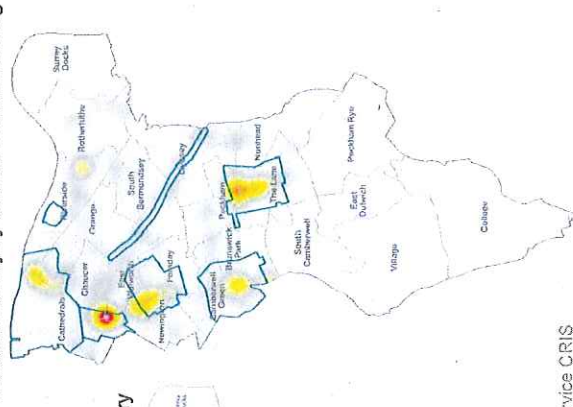 Surrey
Docks
Rotherhithe
Riverside
Grange
South
Bermondsey
Cathedrals
Chaucer
East
Walworth
Newington
Faraday
Livesey
Peckham
Nunhead
The Lane
Camberwell
Green
Brunswick
Park
South
Camberwell
Peckham Rye
East
Dulwich
Village
College
ry
vice CRIS